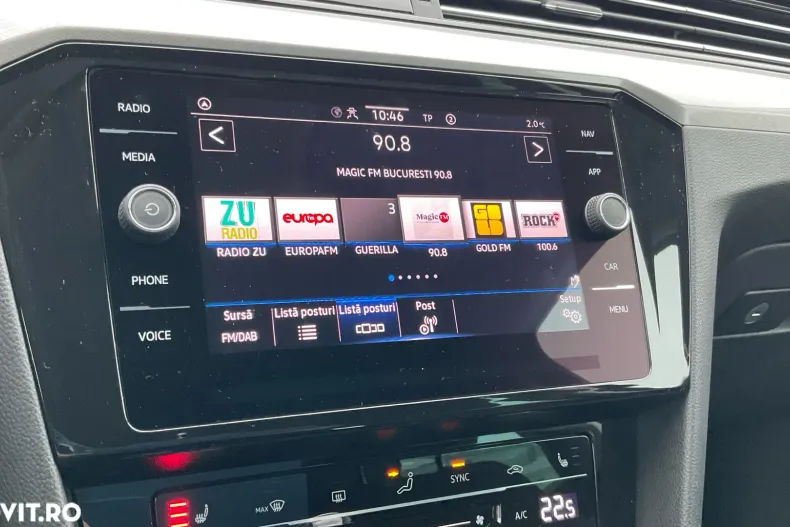 RADIO
MEDIA
PHONE
VOICE
10:46
TP
2
2.0°C
90.8
MAGIC FM BUCURESTI 90.8
ZU
RADIO
europa
3
Magic FM
GOLD FM
ROCK
RADIO ZU EUROPAFM GUERILLA 90.8 100.6
Sursă
FM/DAB
Listă posturi
Listă posturi
Post
Setup
NAV
APP
CAR
MENU
MAX
SYNC
A/C
22.5
VIT.RO